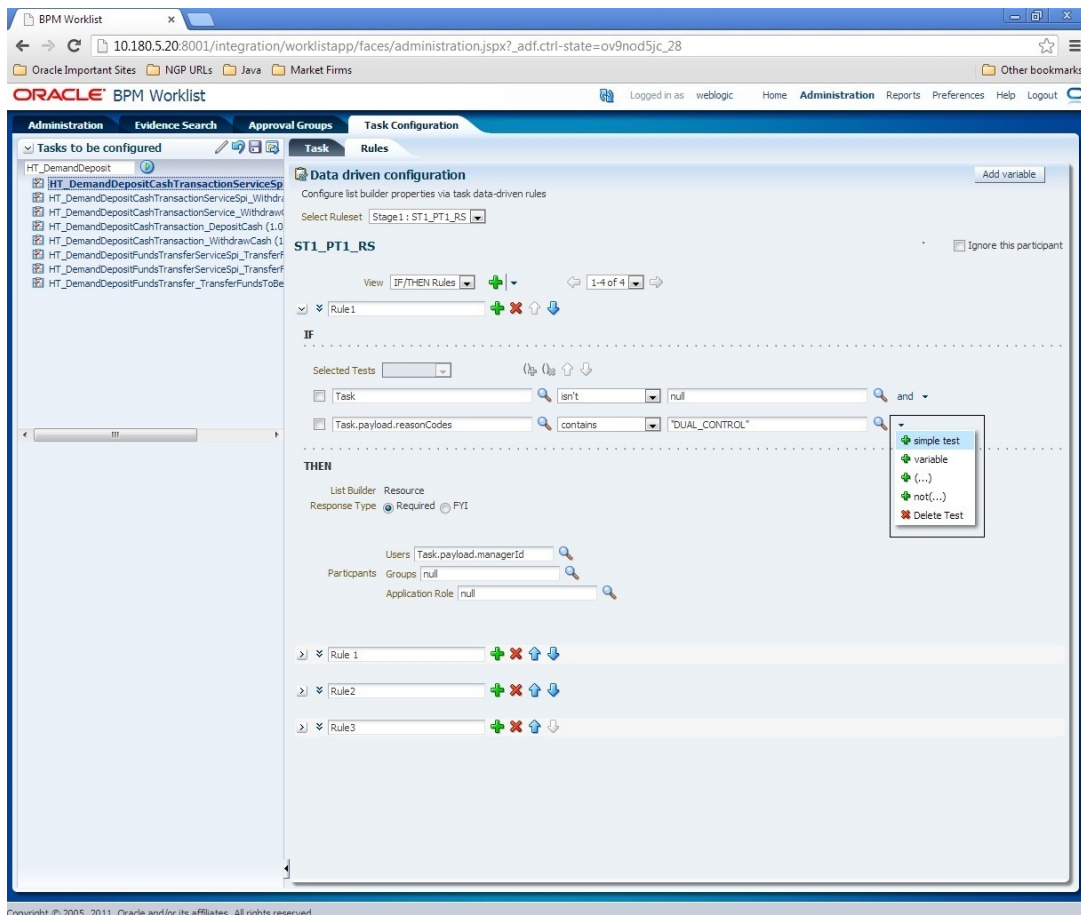 BPM Worklist
10.180.5.20:8001/integration/worklistapp/faces/administration.jspx?_adf.ctrl-state=ov9nod5jc_28
Oracle Important Sites NGP URLs Java Market Firms Other bookmarks
ORACLE BPM Worklist Logged in as weblogic Home Administration Reports Preferences Help Logout
Administration Evidence Search Approval Groups Task Configuration
Tasks to be configured
HT_DemandDeposit
HT_DemandDepositCashTransactionServiceSp
HT_DemandDepositCashTransactionServiceSpi_Withdra
HT_DemandDepositCashTransactionService_Withdraw
HT_DemandDepositCashTransaction_DepositCash (1.0
HT_DemandDepositCashTransaction_WithdrawCash (1
HT_DemandDepositFundsTransferServiceSpi_TransferF
HT_DemandDepositFundsTransferServiceSpi_TransferF
HT_DemandDepositFundsTransfer_TransferFundsToBe
Task Rules
Data driven configuration Add variable
Configure list builder properties via task data-driven rules
Select Ruleset Stage1 : ST1_PT1_RS
ST1_PT1_RS Ignore this participant
View IF/THEN Rules 1-4 of 4
Rule1
IF
Selected Tests
Task isn't null and
Task.payload.reasonCodes contains "DUAL_CONTROL"
simple test
variable
(...)
not(...)
Delete Test
THEN
List Builder Resource
Response Type Required FYI
Users Task.payload.managerId
Particpants Groups null
Application Role null
Rule 1
Rule2
Rule3
Copyright © 2005, 2011, Oracle and/or its affiliates. All rights reserved.